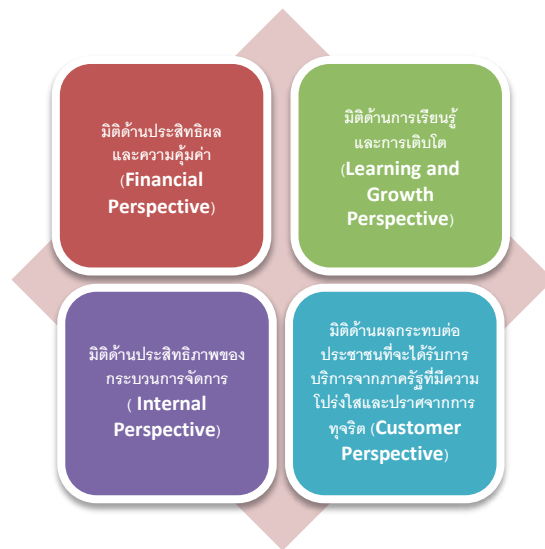 มิติด้านประสิทธิผล
และความคุ้มค่า
(Financial
Perspective)
มิติด้านการเรียนรู้
และการเติบโต
(Learning and
Growth
Perspective)
มิติด้านประสิทธิภาพของ
กระบวนการจัดการ
( Internal
Perspective)
มิติด้านผลกระทบต่อ
ประชาชนที่จะได้รับการ
บริการจากภาครัฐที่มีความ
โปร่งใสและปราศจากการ
ทุจริต (Customer
Perspective)